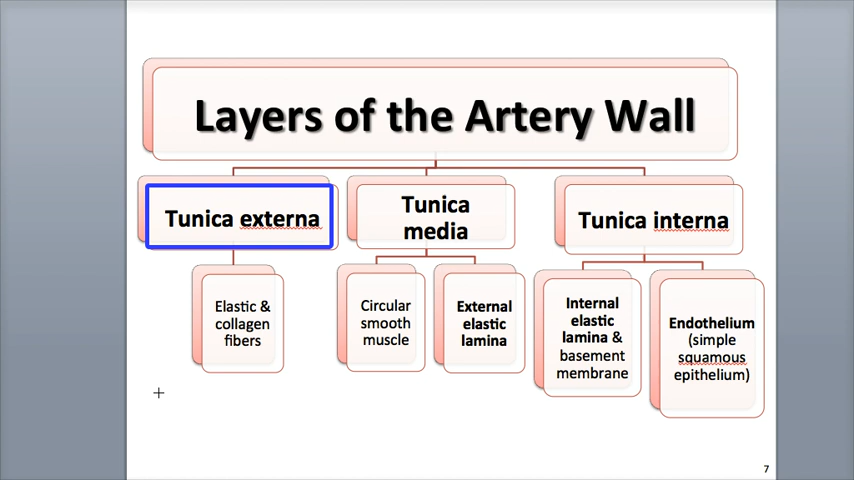 Layers of the Artery Wall
Tunica externa
Tunica
media
Tunica interna
Elastic &
collagen
fibers
Circular
smooth
muscle
External
elastic
lamina
Internal
elastic
lamina &
basement
membrane
Endothelium
(simple
squamous
epithelium)
7